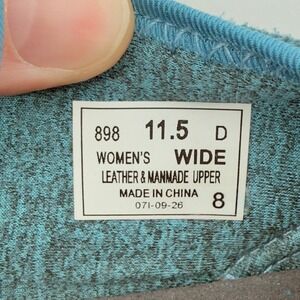 898 11.5 D
WOMEN'S WIDE
LEATHER & MANMADE UPPER
MADE IN CHINA
071-09-26 8